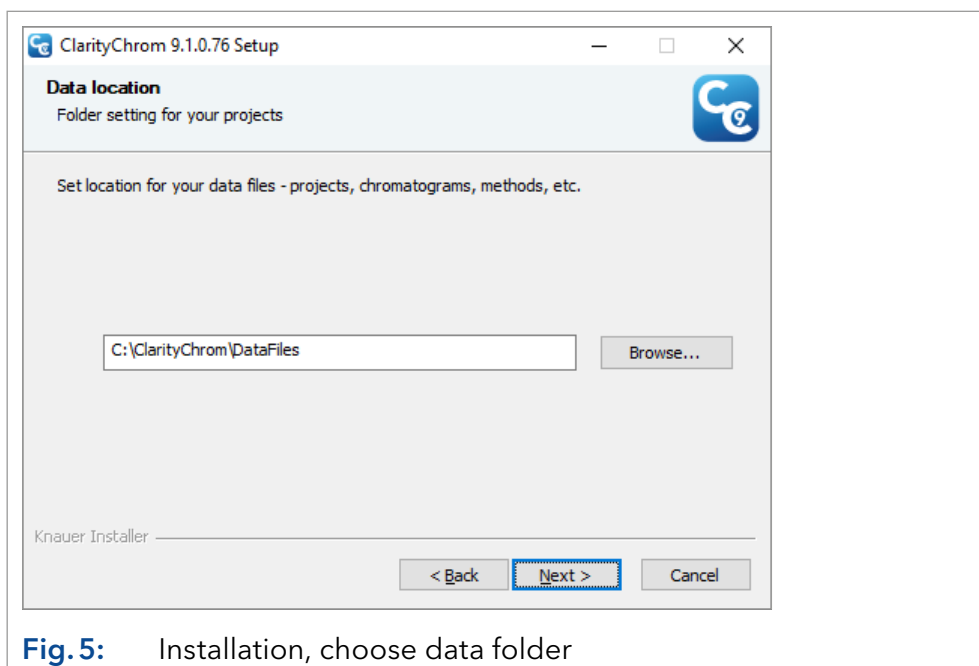 ClarityChrom 9.1.0.76 Setup
Data location
Folder setting for your projects
9
Set location for your data files - projects, chromatograms, methods, etc.
C:\ClarityChrom\DataFiles
Browse...
Knauer Installer
< Back
Next >
Cancel
Fig. 5: Installation, choose data folder